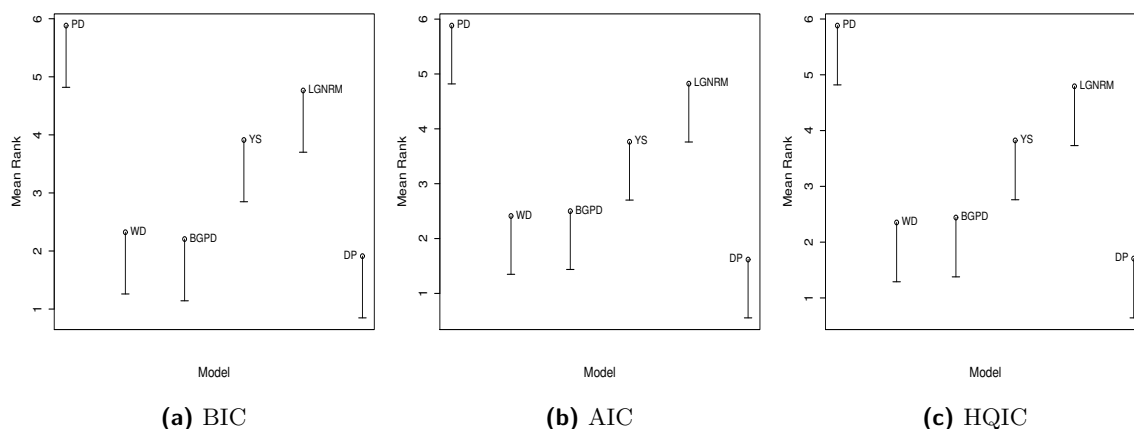 6
5
4
3
2
1
Mean Rank
PD
WD
BGPD
YS
LGNRM
DP
Model
(a) BIC
6
5
4
3
2
1
Mean Rank
PD
WD
BGPD
YS
LGNRM
DP
Model
(b) AIC
6
5
4
3
2
1
Mean Rank
PD
WD
BGPD
YS
LGNRM
DP
Model
(c) HQIC